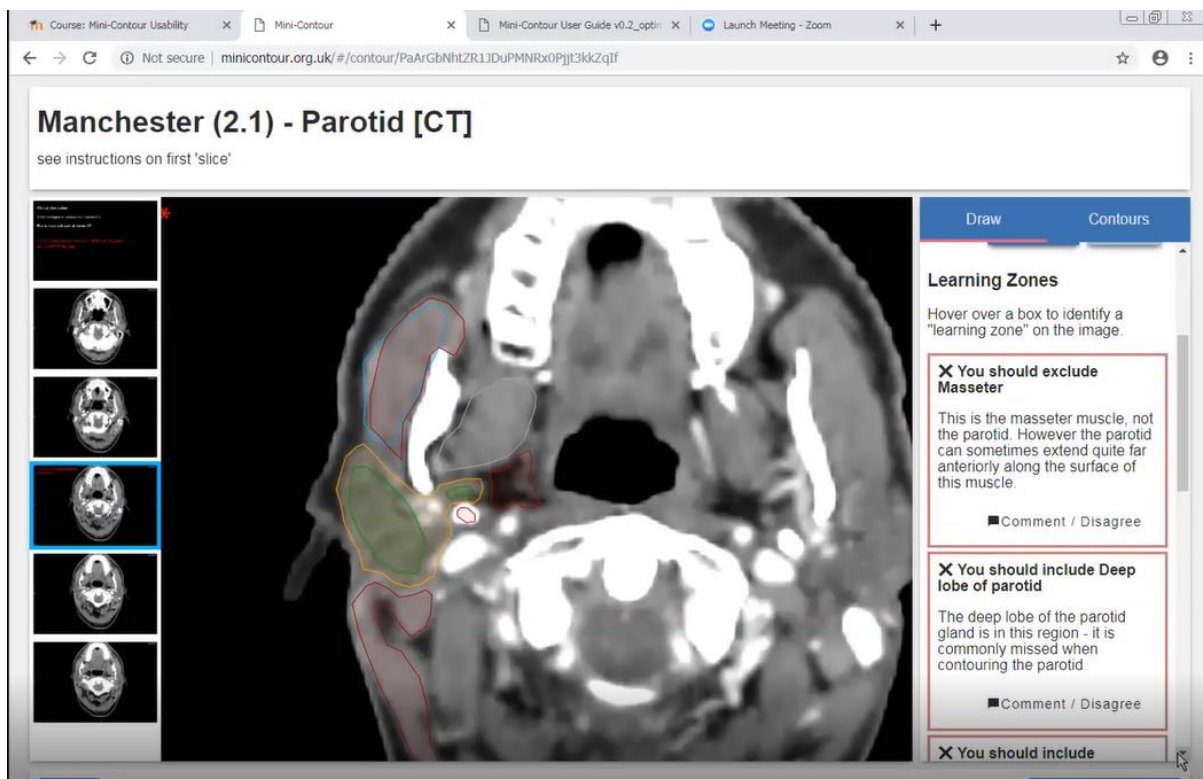 Course: Mini-Contour Usability
Mini-Contour
Mini-Contour User Guide v0.2_optin
Launch Meeting - Zoom
Not secure | minicontour.org.uk/#/contour/PaArGbNhtZR1JDuPMNRx0Pjjt3kkZqIf
Manchester (2.1) - Parotid [CT]
see instructions on first 'slice'
Draw Contours
Learning Zones
Hover over a box to identify a
"learning zone" on the image.
✕ You should exclude
Masseter
This is the masseter muscle, not
the parotid. However the parotid
can sometimes extend quite far
anteriorly along the surface of
this muscle.
Comment / Disagree
✕ You should include Deep
lobe of parotid
The deep lobe of the parotid
gland is in this region - it is
commonly missed when
contouring the parotid
Comment / Disagree
✕ You should include